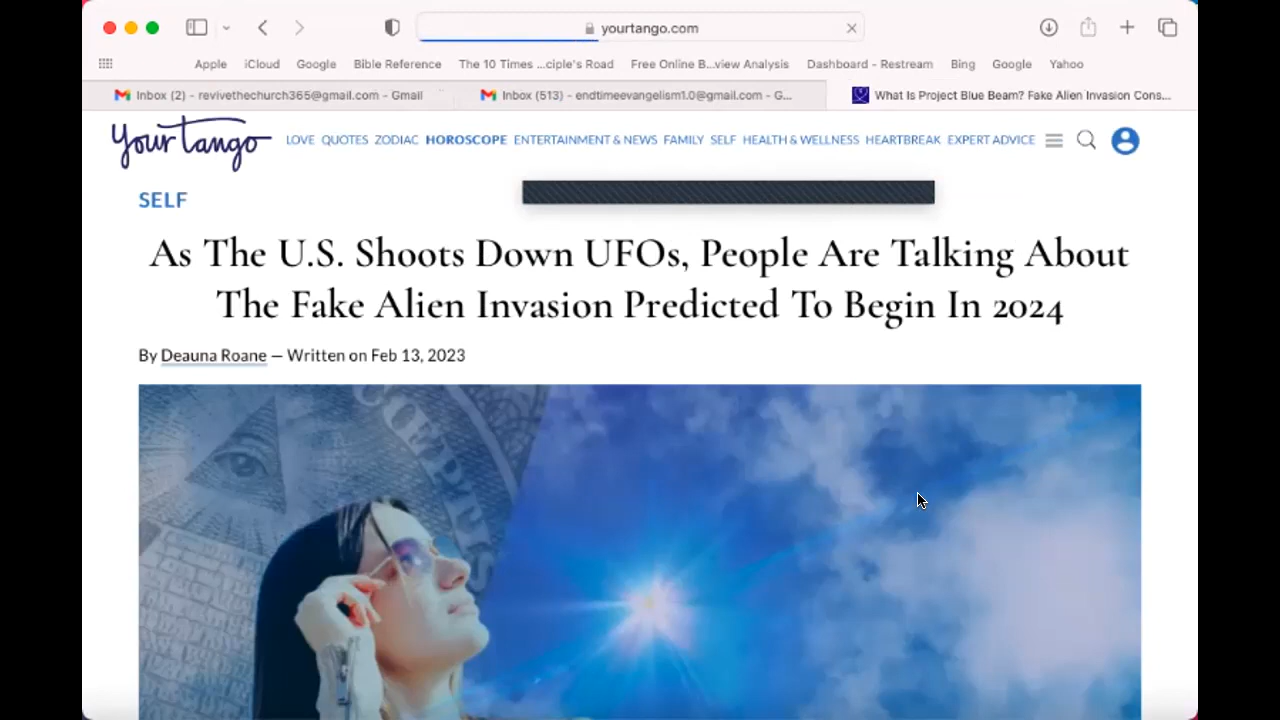 yourtango.com
Apple iCloud Google Bible Reference The 10 Times ...ciple's Road Free Online B...view Analysis Dashboard - Restream Bing Google Yahoo
Inbox (2) - revivethechurch365@gmail.com - Gmail Inbox (513) - endtimeevangelism1.0@gmail.com - G... What Is Project Blue Beam? Fake Alien Invasion Cons...
Your Tango LOVE QUOTES ZODIAC HOROSCOPE ENTERTAINMENT & NEWS FAMILY SELF HEALTH & WELLNESS HEARTBREAK EXPERT ADVICE
SELF
As The U.S. Shoots Down UFOs, People Are Talking About
The Fake Alien Invasion Predicted To Begin In 2024
By Deauna Roane — Written on Feb 13, 2023
COEPTIS